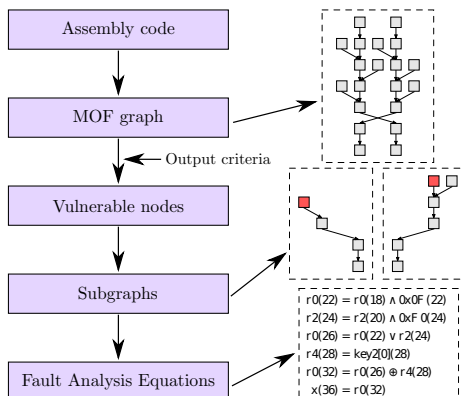 Assembly code
MOF graph
Output criteria
Vulnerable nodes
Subgraphs
Fault Analysis Equations
r0(22) = r0(18) ∧ 0x0F (22)
r2(24) = r2(20) ∧ 0xF 0(24)
r0(26) = r0(22) ∨ r2(24)
r4(28) = key2[0](28)
r0(32) = r0(26) ⊕ r4(28)
x(36) = r0(32)